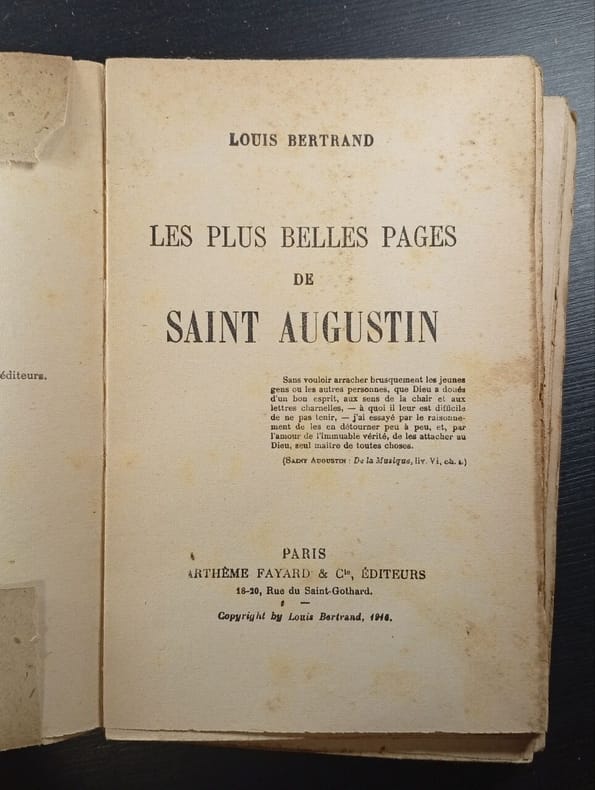 éditeurs.
LOUIS BERTRAND
LES PLUS BELLES PAGES
DE
SAINT AUGUSTIN
Sans vouloir arracher brusquement les jeunes
gens ou les autres personnes, que Dieu a doués
d'un bon esprit, aux sens de la chair et aux
lettres charnelles, — à quoi il leur est difficile
de ne pas tenir, — j'ai essayé par le raisonne-
ment de les en détourner peu à peu, et, par
l'amour de l'immuable vérité, de les attacher au
Dieu, seul maître de toutes choses.
(SAINT AUGUSTIN : De la Musique, liv. VI, ch. 1.)
PARIS
ARTHÈME FAYARD & Cie, ÉDITEURS
18-20, Rue du Saint-Gothard.
Copyright by Louis Bertrand, 1916.